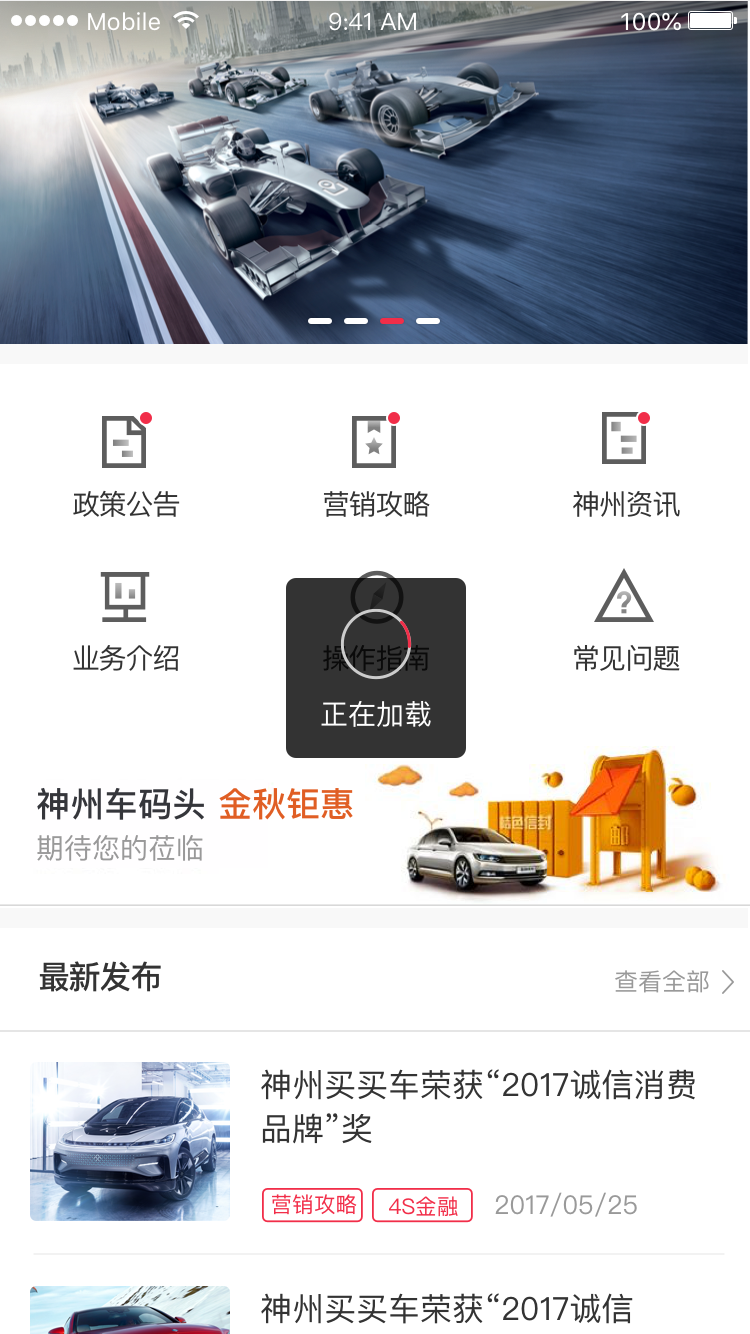 Mobile 9:41 AM 100%
政策公告 营销攻略 神州资讯
业务介绍 操作指南 常见问题
正在加载
神州车码头 金秋钜惠
期待您的莅临
桔色信封
邮
最新发布 查看全部
神州买买车荣获“2017诚信消费
品牌”奖
营销攻略 4S金融 2017/05/25
神州买买车荣获“2017诚信